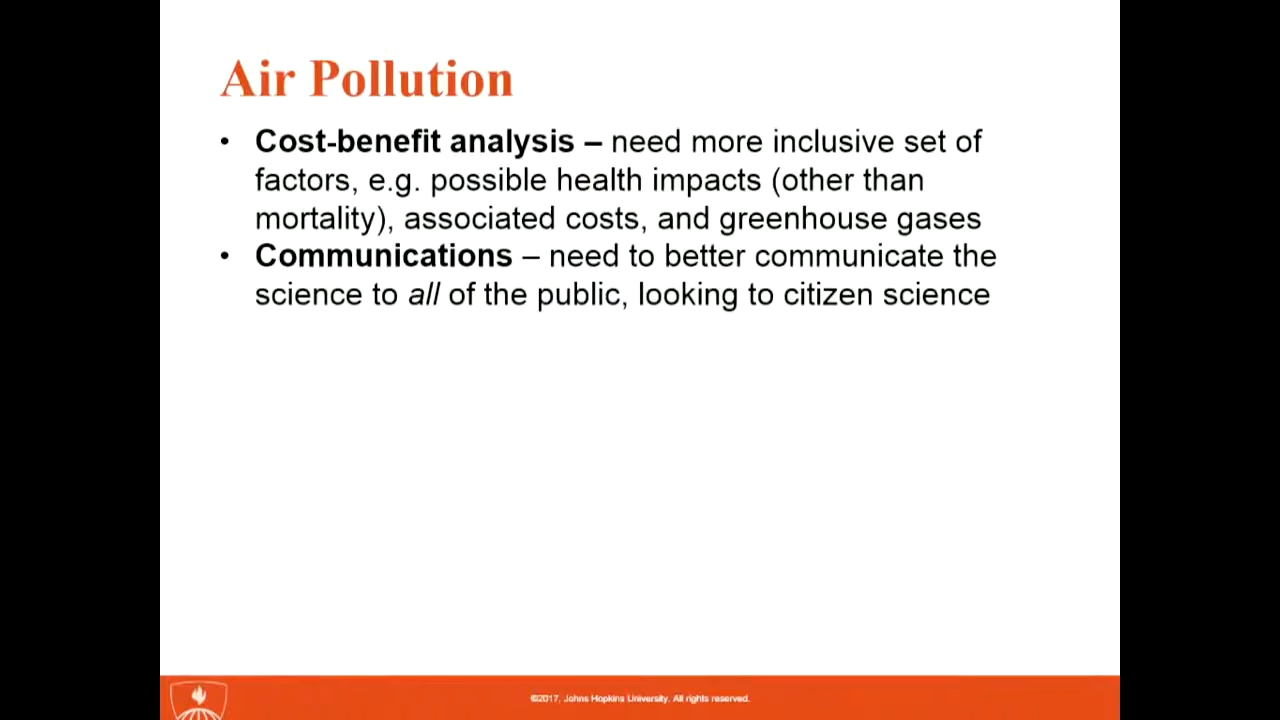 Air Pollution
• Cost-benefit analysis – need more inclusive set of
factors, e.g. possible health impacts (other than
mortality), associated costs, and greenhouse gases
• Communications – need to better communicate the
science to all of the public, looking to citizen science
©2017, Johns Hopkins University. All rights reserved.